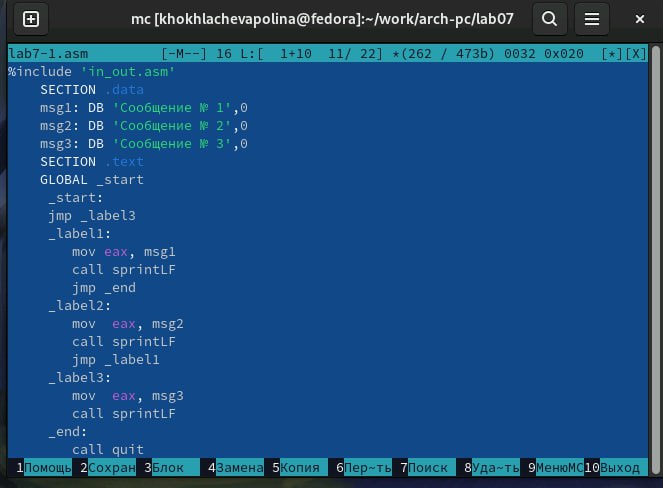 mc [khokhlachevapolina@fedora]:~/work/arch-pc/lab07
lab7-1.asm [-M--] 16 L:[ 1+10 11/ 22] *(262 / 473b) 0032 0x020 [*][X]
%include 'in_out.asm'
SECTION .data
msg1: DB 'Сообщение № 1',0
msg2: DB 'Сообщение № 2',0
msg3: DB 'Сообщение № 3',0
SECTION .text
GLOBAL _start
_start:
jmp _label3
_label1:
mov eax, msg1
call sprintLF
jmp _end
_label2:
mov eax, msg2
call sprintLF
jmp _label1
_label3:
mov eax, msg3
call sprintLF
_end:
call quit
1Помощь 2Сохран 3Блок 4Замена 5Копия 6Пер~ть 7Поиск 8Уда~ть 9МенюMC 10Выход